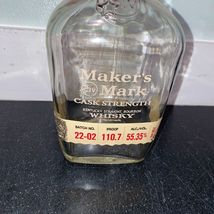 Maker's
Mark
CASK STRENGTH
KENTUCKY STRAIGHT BOURBON
WHISKY
BATCH NO. PROOF ALC./VOL.
22-02 110.7 55.35%